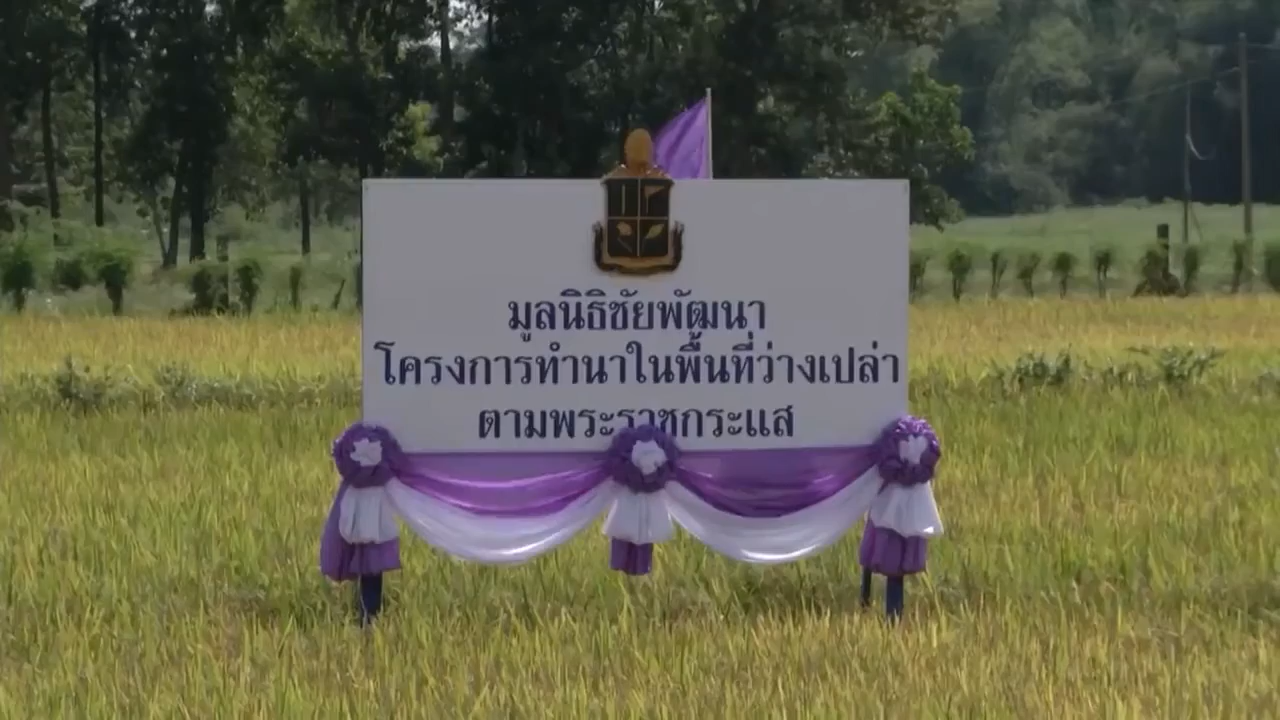 มูลนิธิชัยพัฒนา
โครงการทำนาในพื้นที่ว่างเปล่า
ตามพระราชกระแส